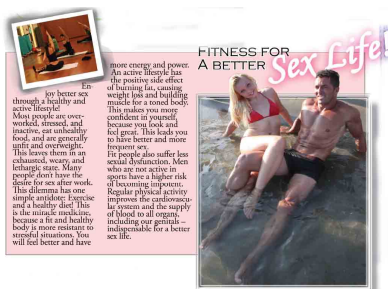 FITNESS FOR
A BETTER
Sex Life!
En-
joy better sex
through a healthy and
active lifestyle!
Most people are over-
worked, stressed, and
inactive, eat unhealthy
food, and are generally
unfit and overweight.
This leaves them in an
exhausted, weary, and
lethargic state. Many
people don't have the
desire for sex after work.
This dilemma has one
simple antidote: Exercise
and a healthy diet! This
is the miracle medicine,
because a fit and healthy
body is more resistant to
stressful situations. You
will feel better and have
more energy and power.
An active lifestyle has
the positive side effect
of burning fat, causing
weight loss and building
muscle for a toned body.
This makes you more
confident in yourself,
because you look and
feel great. This leads you
to have better and more
frequent sex.
Fit people also suffer less
sexual dysfunction. Men
who are not active in
sports have a higher risk
of becoming impotent.
Regular physical activity
improves the cardiovascu-
lar system and the supply
of blood to all organs,
including our genitals –
indispensable for a better
sex life.